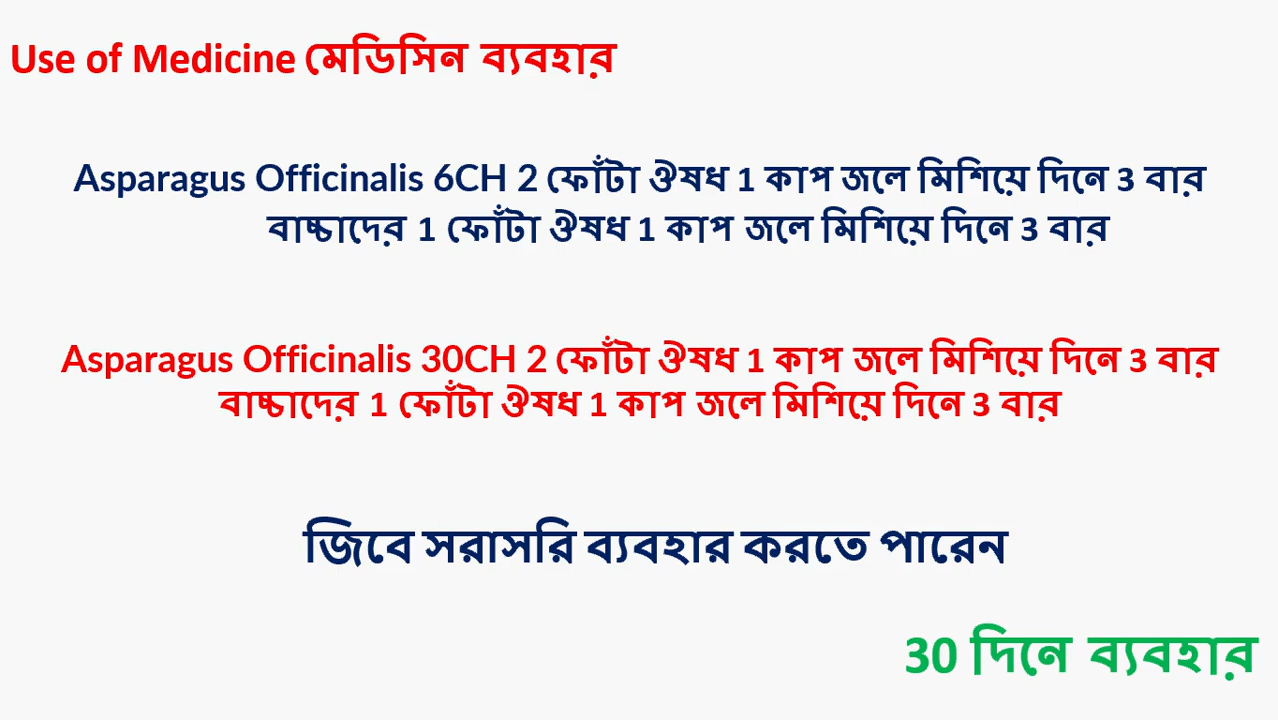 Use of Medicine মেডিসিন ব্যবহার
Asparagus Officinalis 6CH 2 ফোঁটা ঔষধ 1 কাপ জলে মিশিয়ে দিনে 3 বার
বাচ্চাদের 1 ফোঁটা ঔষধ 1 কাপ জলে মিশিয়ে দিনে 3 বার
Asparagus Officinalis 30CH 2 ফোঁটা ঔষধ 1 কাপ জলে মিশিয়ে দিনে 3 বার
বাচ্চাদের 1 ফোঁটা ঔষধ 1 কাপ জলে মিশিয়ে দিনে 3 বার
জিবে সরাসরি ব্যবহার করতে পারেন
30 দিনে ব্যবহার